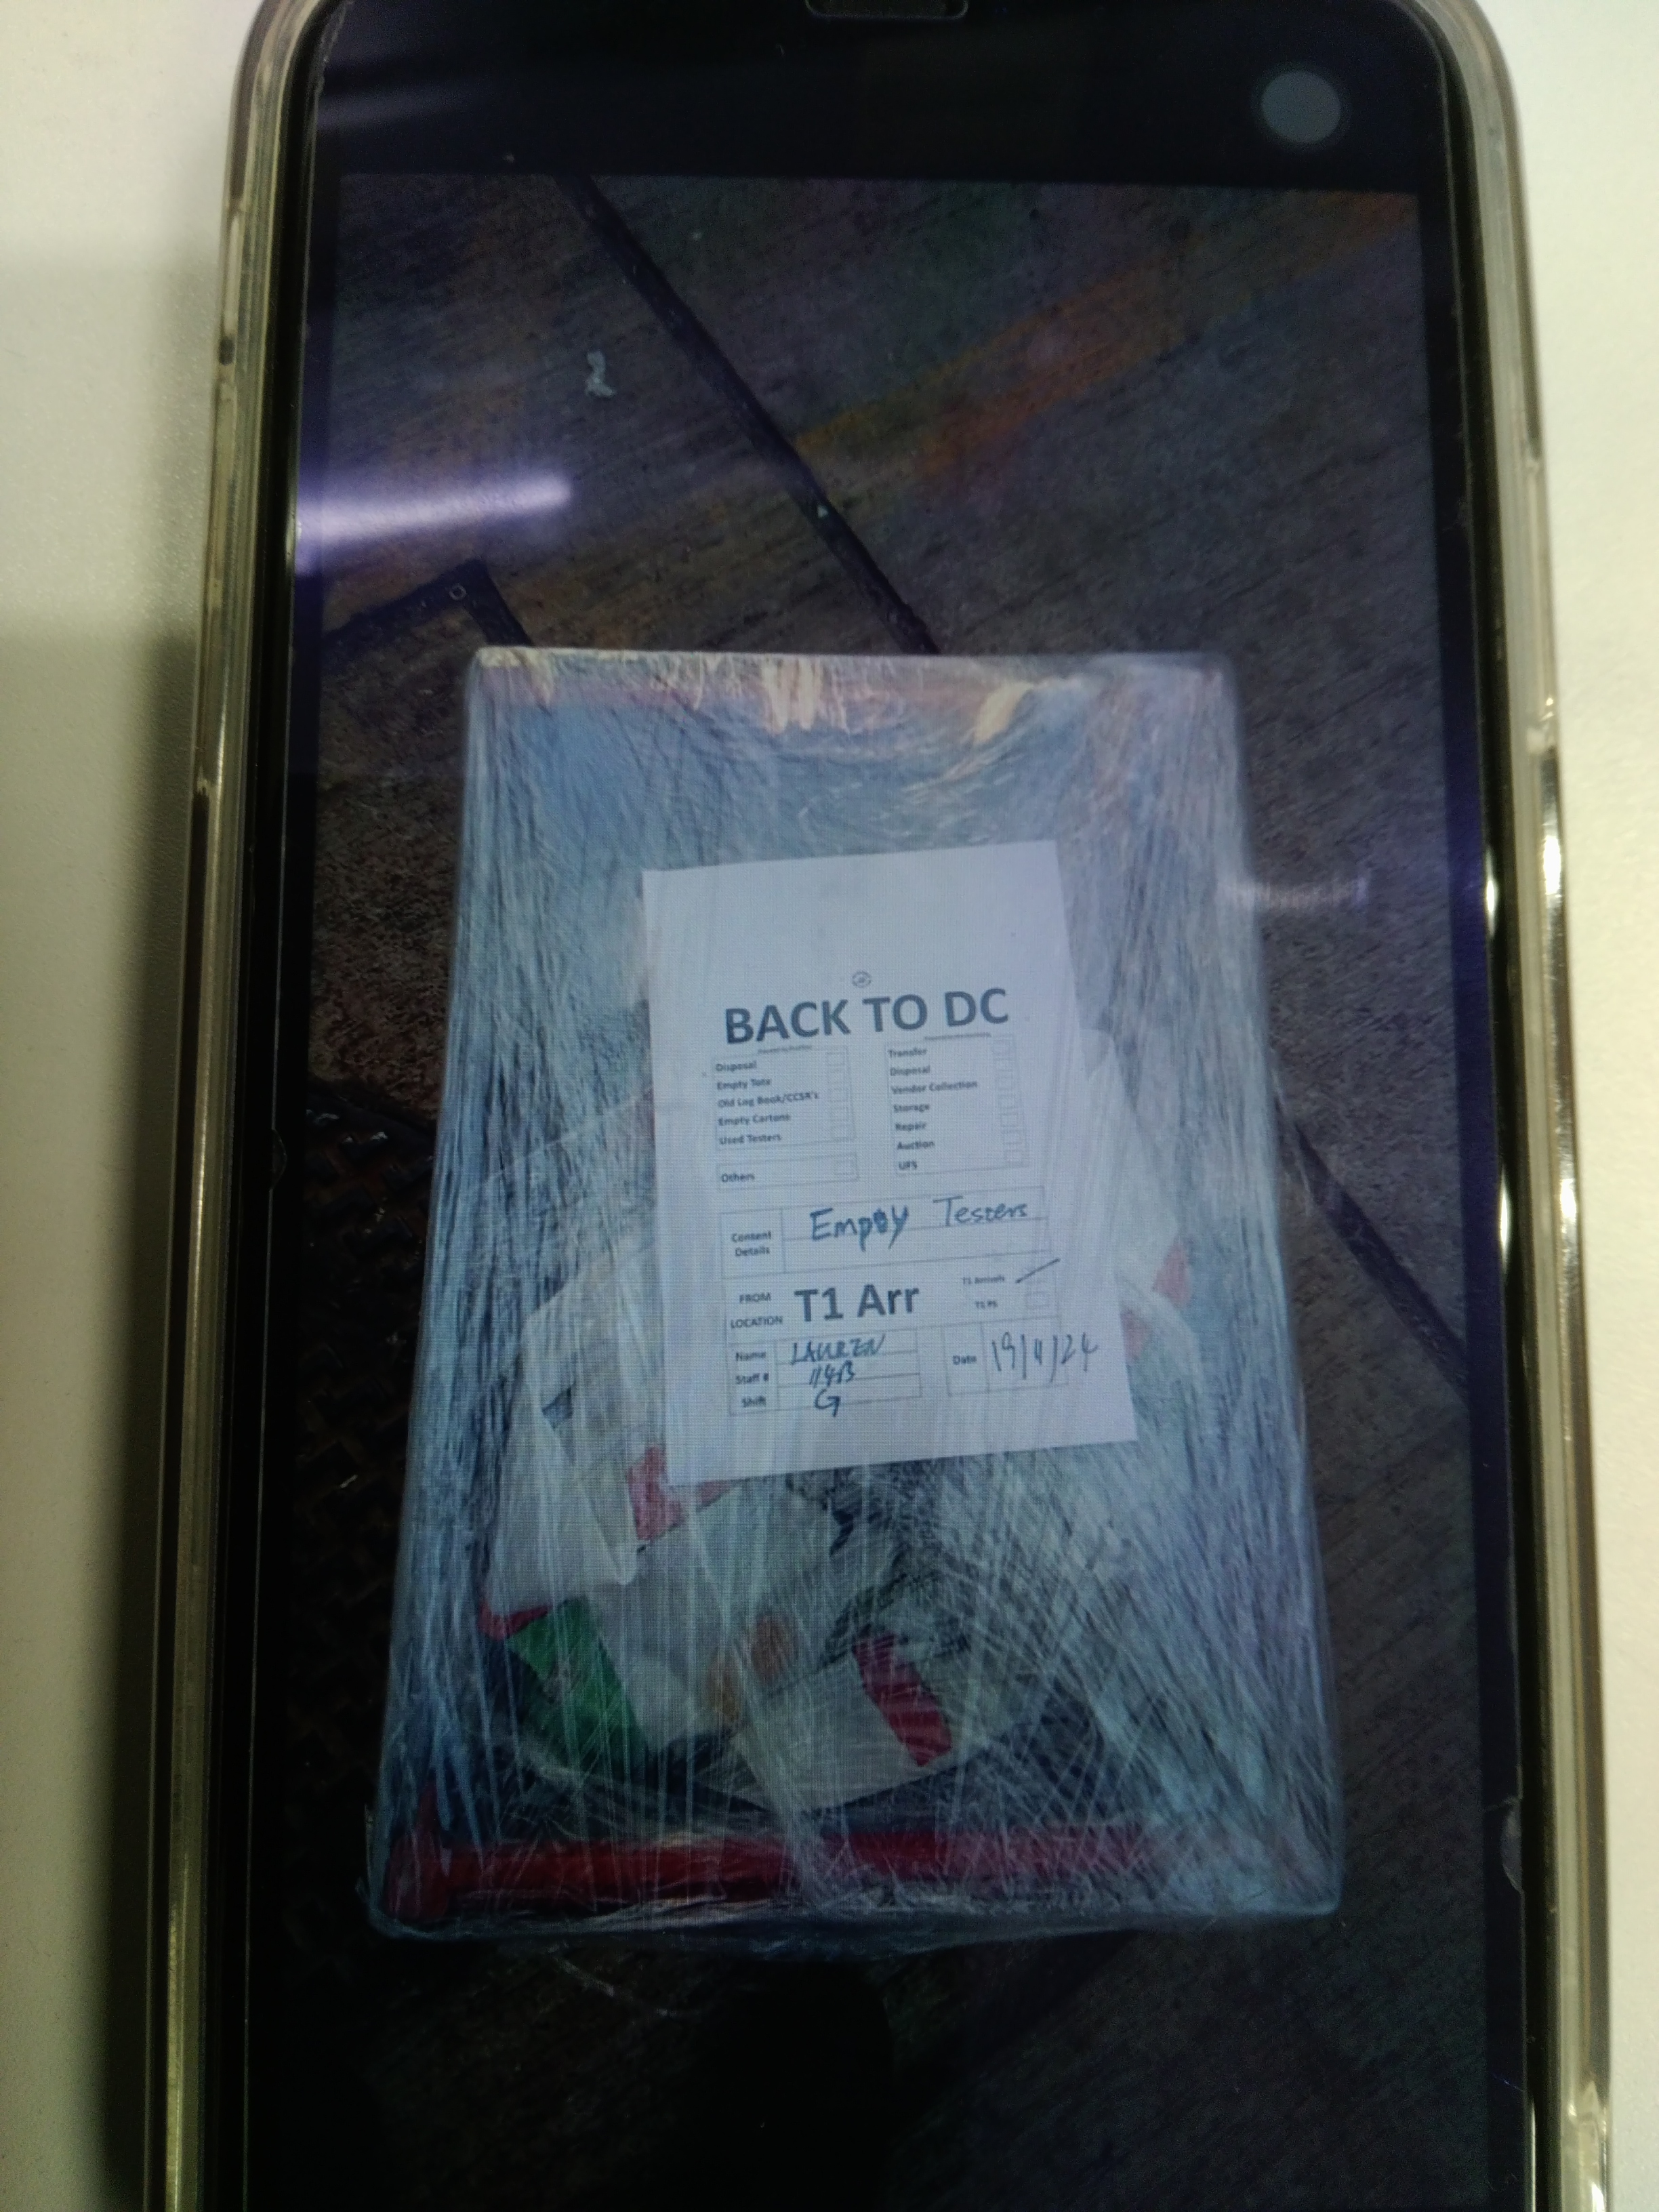 BACK TO DC
Disposal
Empty Tote
Old Log Book/CCSR's
Empty Cartons
Used Testers
Others
Transfer
Disposal
Vendor Collection
Storage
Repair
Auction
UFS
Content Details
Empty Testers
FROM LOCATION
T1 Arr
T1 Arrivals
T1 PS
Name LAUREN
Staff #
Shift G
Date 19/4/24